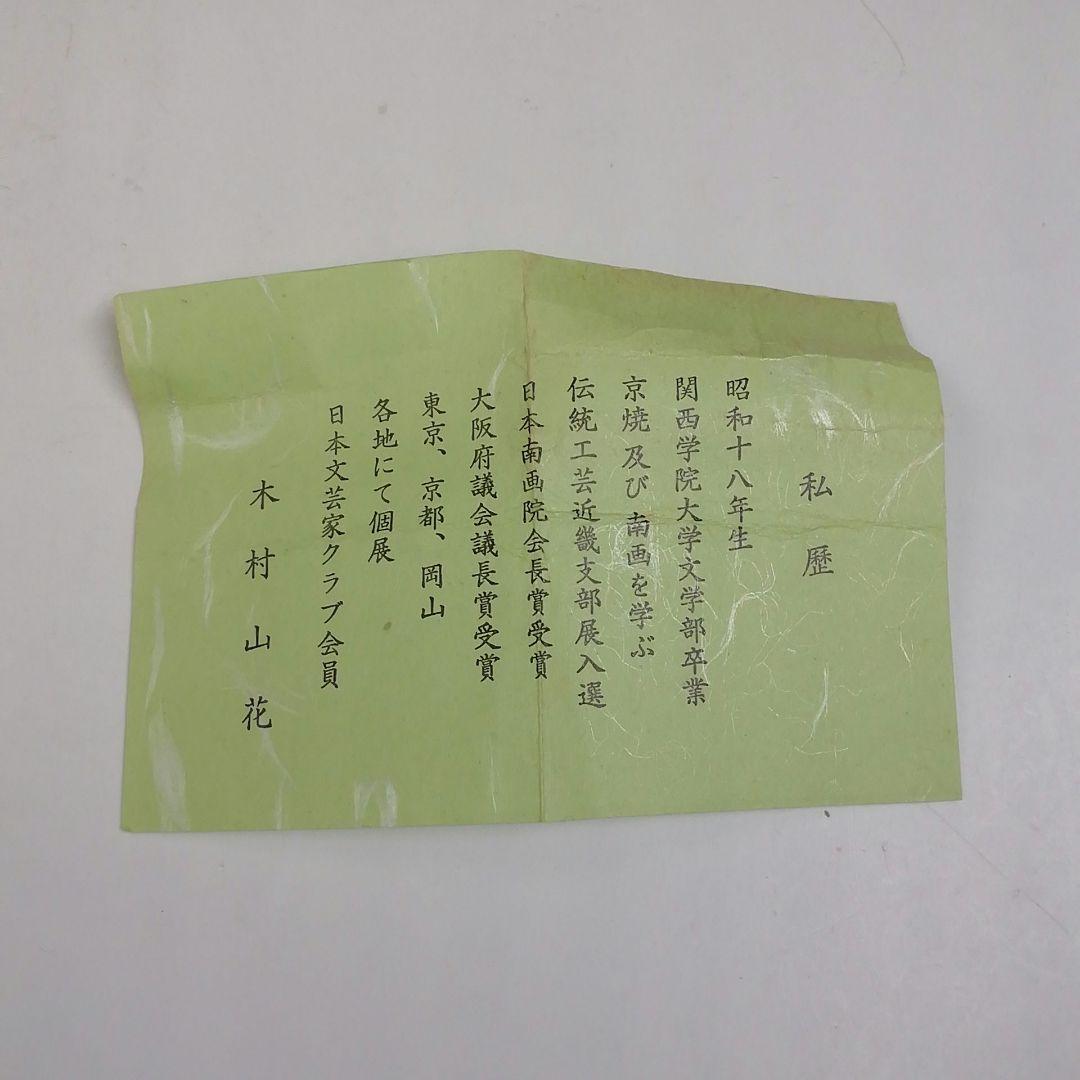 私歴
昭和十八年生
関西学院大学文学部卒業
京焼及び南画を学ぶ
伝統工芸近畿支部展入選
日本南画院会長賞受賞
大阪府議会議長賞受賞
東京、京都、岡山
各地にて個展
日本文芸家クラブ会員
木村山花